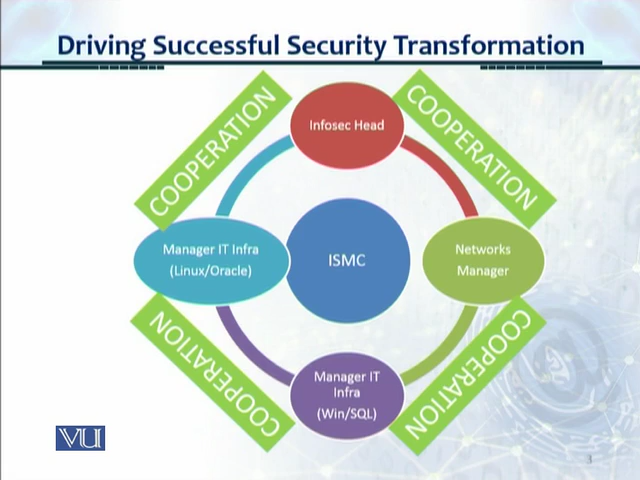 Driving Successful Security Transformation
COOPERATION
COOPERATION
Infosec Head
Manager IT Infra
(Linux/Oracle)
ISMC
Networks
Manager
COOPERATION
COOPERATION
Manager IT
Infra
(Win/SQL)
VU
3